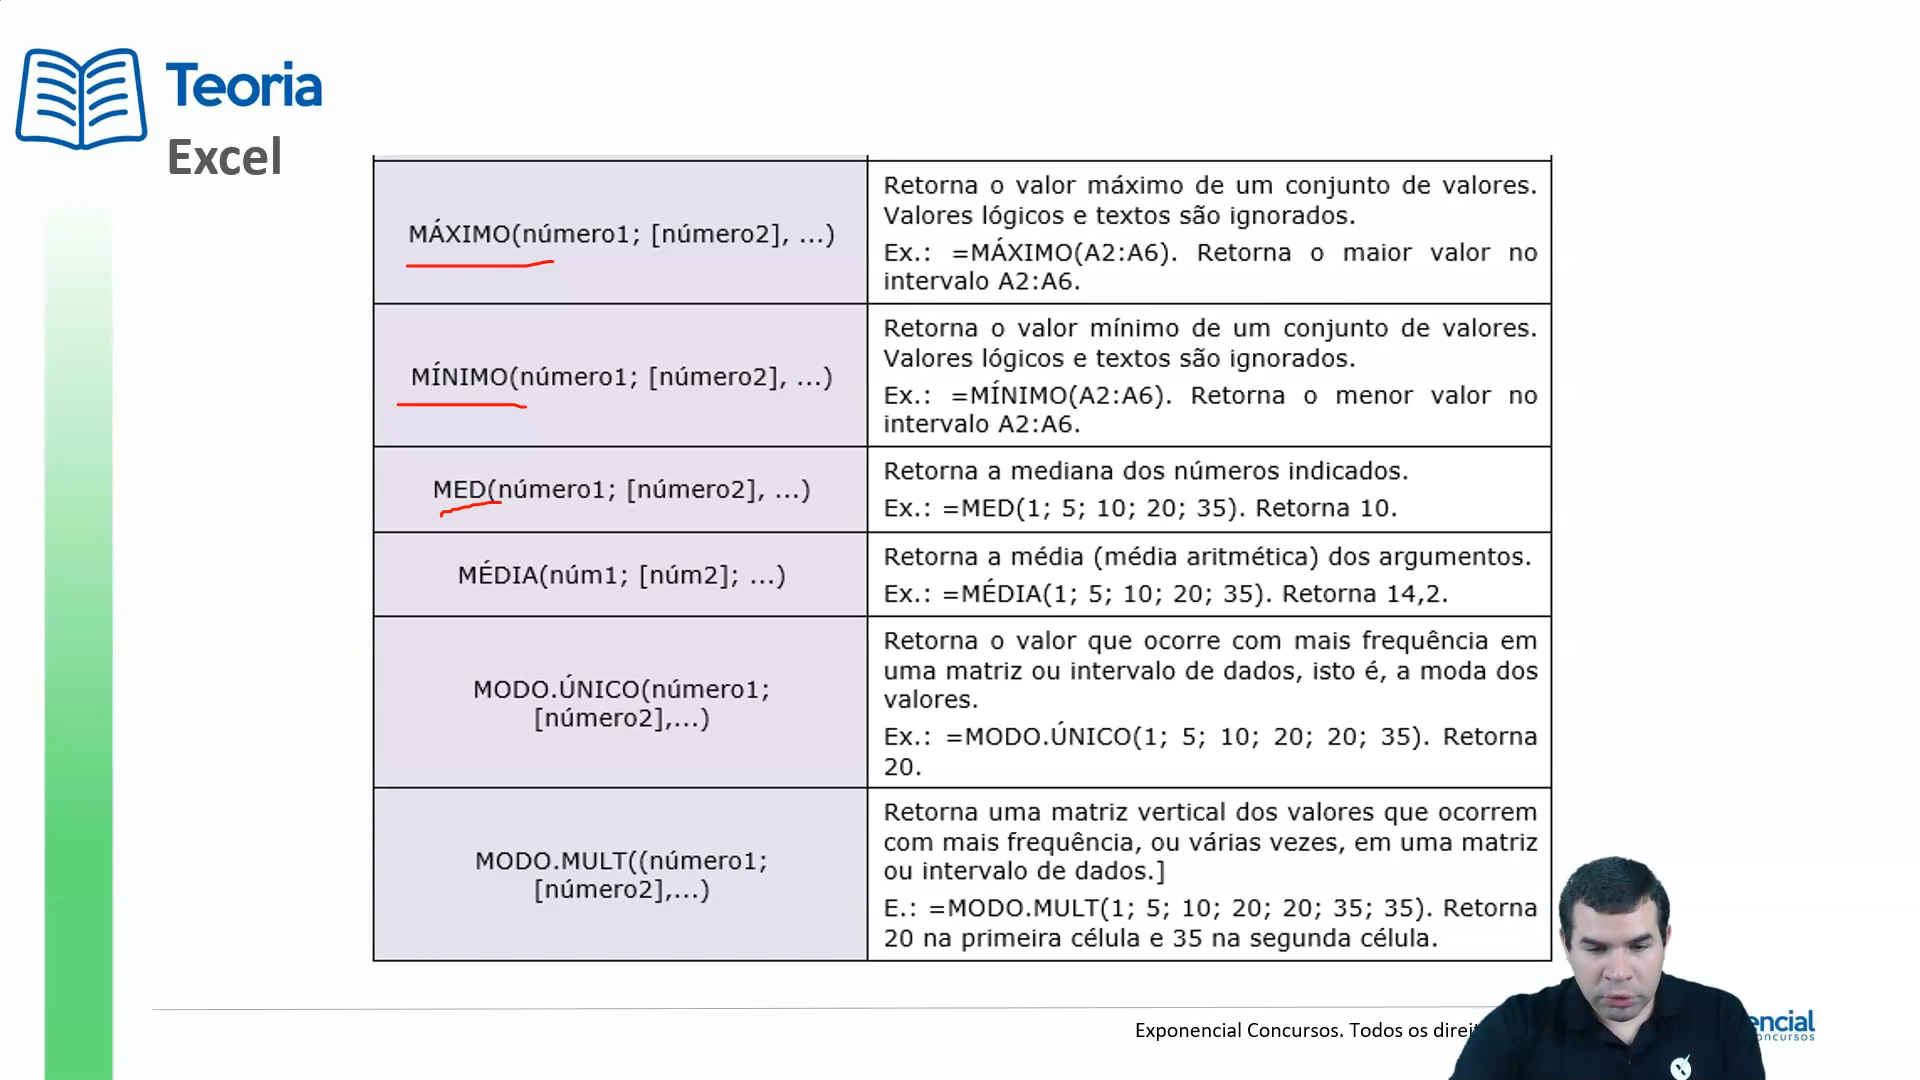 Teoria
Excel
MÁXIMO(número1; [número2], ...)
Retorna o valor máximo de um conjunto de valores.
Valores lógicos e textos são ignorados.
Ex.: =MÁXIMO(A2:A6). Retorna o maior valor no
intervalo A2:A6.
MÍNIMO(número1; [número2], ...)
Retorna o valor mínimo de um conjunto de valores.
Valores lógicos e textos são ignorados.
Ex.: =MÍNIMO(A2:A6). Retorna o menor valor no
intervalo A2:A6.
MED(número1; [número2], ...)
Retorna a mediana dos números indicados.
Ex.: =MED(1; 5; 10; 20; 35). Retorna 10.
MÉDIA(núm1; [núm2]; ...)
Retorna a média (média aritmética) dos argumentos.
Ex.: =MÉDIA(1; 5; 10; 20; 35). Retorna 14,2.
MODO.ÚNICO(número1;
[número2],...)
Retorna o valor que ocorre com mais frequência em
uma matriz ou intervalo de dados, isto é, a moda dos
valores.
Ex.: =MODO.ÚNICO(1; 5; 10; 20; 20; 35). Retorna
20.
MODO.MULT((número1;
[número2],...)
Retorna uma matriz vertical dos valores que ocorrem
com mais frequência, ou várias vezes, em uma matriz
ou intervalo de dados.]
E.: =MODO.MULT(1; 5; 10; 20; 20; 35; 35). Retorna
20 na primeira célula e 35 na segunda célula.
Exponencial Concursos. Todos os direi
encial
oncursos